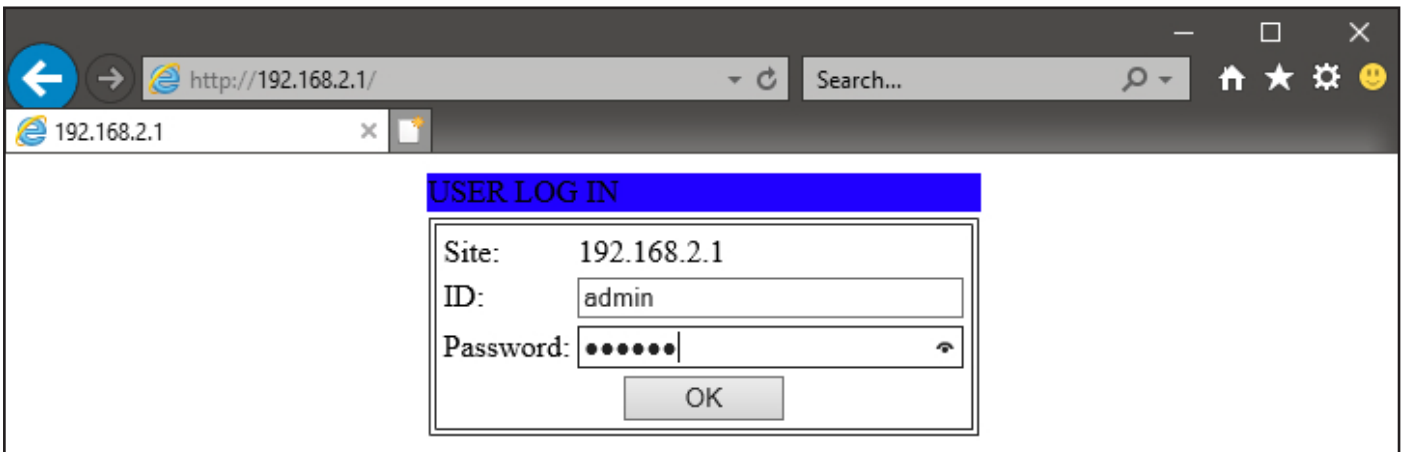 http://192.168.2.1/ Search...
192.168.2.1
USER LOG IN
Site: 192.168.2.1
ID: admin
Password: ●●●●●●
OK